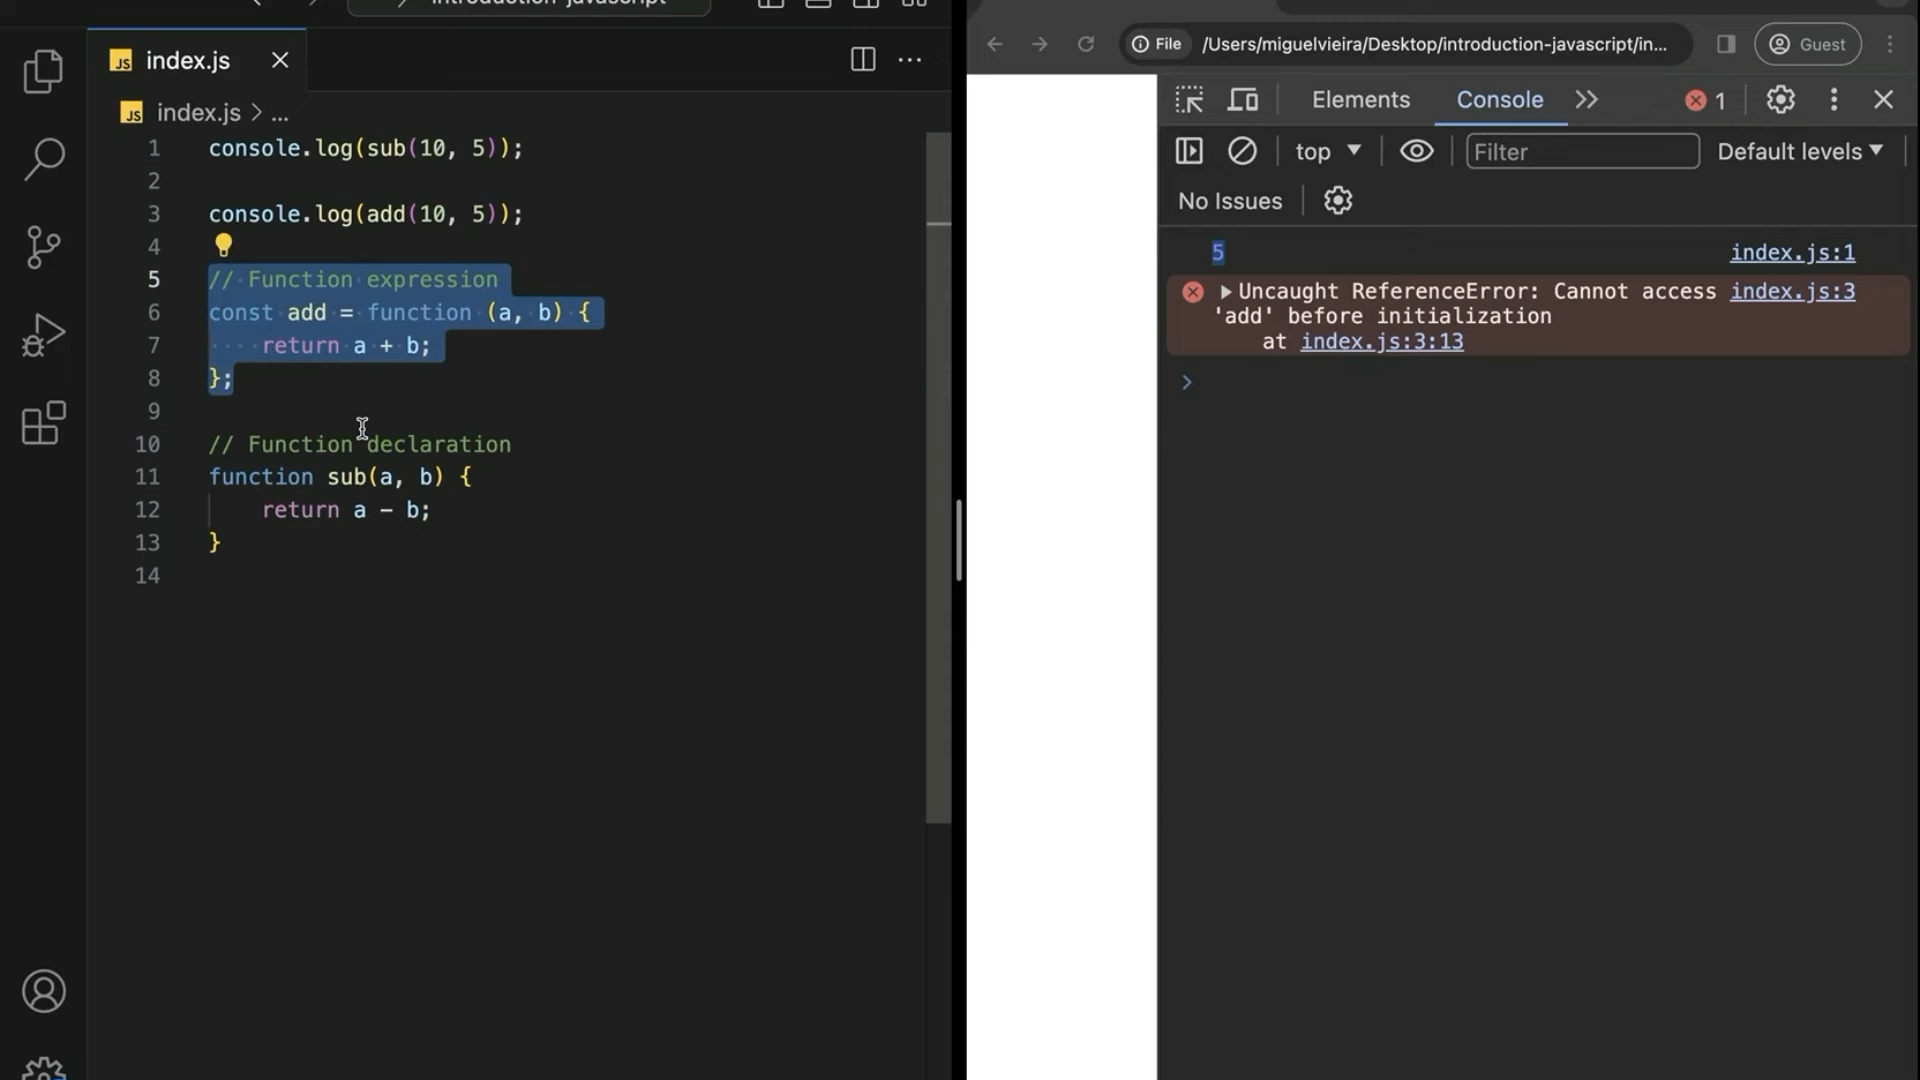 introduction-javascript
index.js
index.js > ...
1 console.log(sub(10, 5));
2
3 console.log(add(10, 5));
4
5 // Function expression
6 const add = function (a, b) {
7 return a + b;
8 };
9
10 // Function declaration
11 function sub(a, b) {
12 return a - b;
13 }
14
File /Users/miguelvieira/Desktop/introduction-javascript/in... Guest
Elements Console 1
top Filter Default levels
No Issues
5 index.js:1
Uncaught ReferenceError: Cannot access index.js:3
'add' before initialization
at index.js:3:13